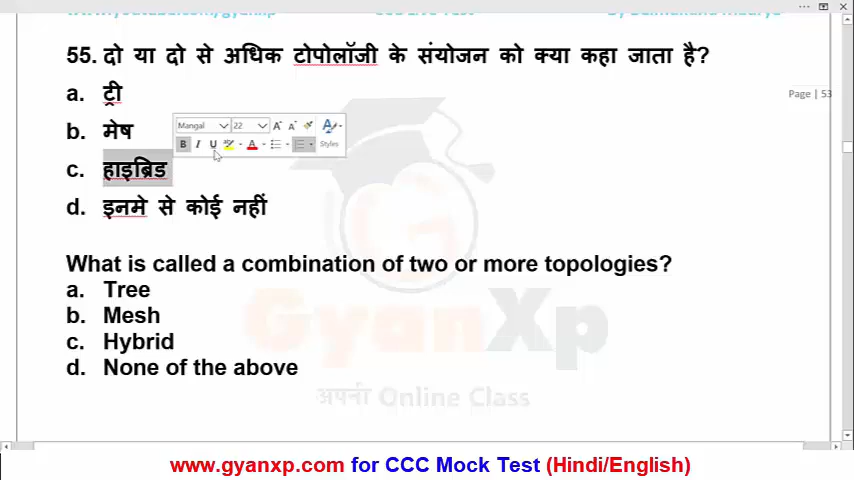 55. दो या दो से अधिक टोपोलॉजी के संयोजन को क्या कहा जाता है?
Page | 53
a. ट्री
b. मेष
Mangal 22
B I U Styles
c. हाइब्रिड
d. इनमे से कोई नहीं
What is called a combination of two or more topologies?
a. Tree
b. Mesh
c. Hybrid
d. None of the above
GyanXp
अपनी Online Class
www.gyanxp.com for CCC Mock Test (Hindi/English)